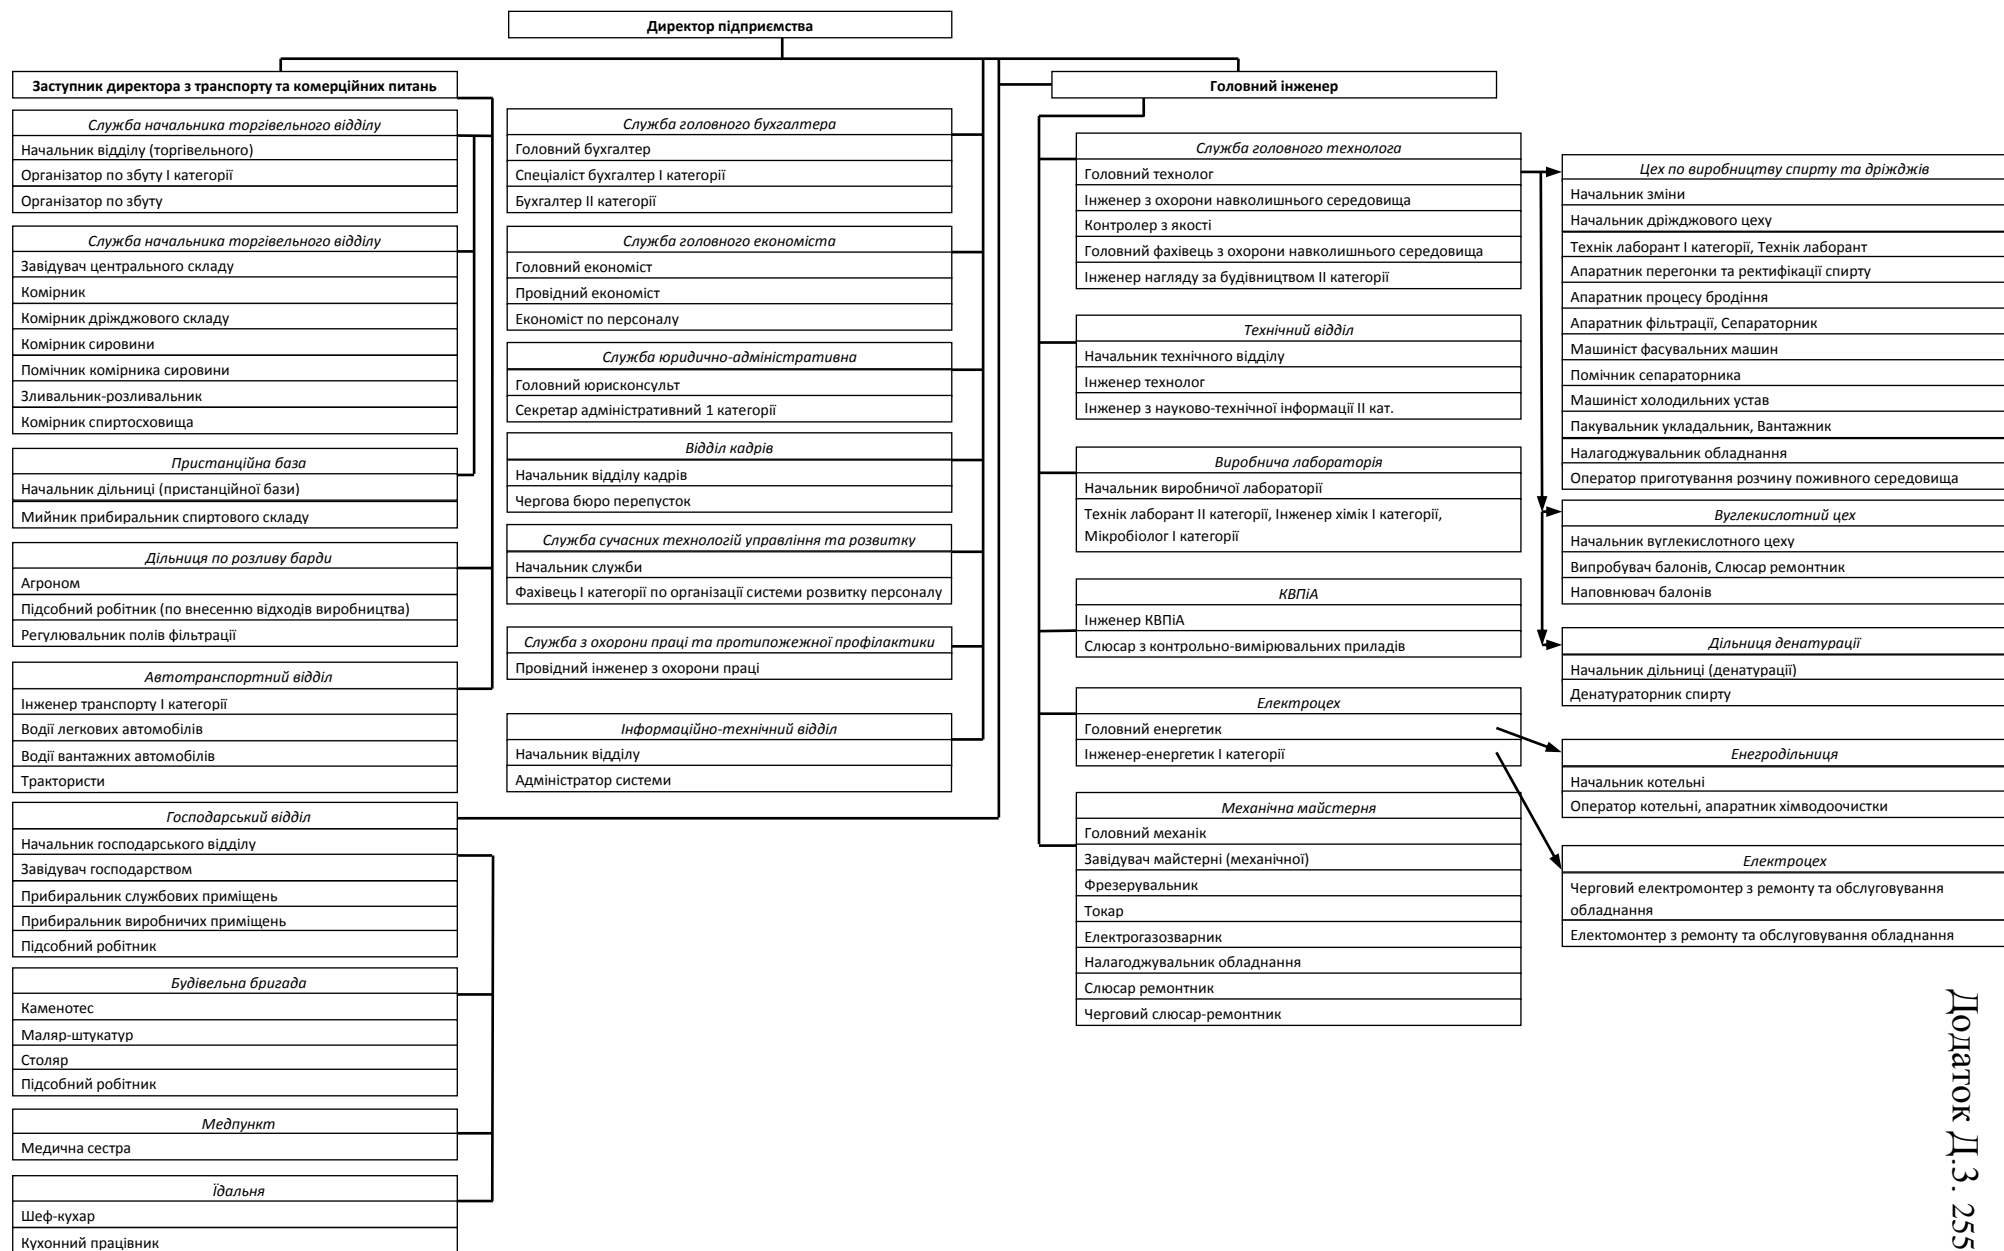 Директор підприємства
Заступник директора з транспорту та комерційних питань
Служба начальника торгівельного відділу
Начальник відділу (торгівельного)
Організатор по збуту І категорії
Організатор по збуту
Служба начальника торгівельного відділу
Завідувач центрального складу
Комірник
Комірник дріжджового складу
Комірник сировини
Помічник комірника сировини
Зливальник-розливальник
Комірник спиртосховища
Пристанційна база
Начальник дільниці (пристанційної бази)
Мийник прибиральник спиртового складу
Дільниця по розливу барди
Агроном
Підсобний робітник (по внесенню відходів виробництва)
Регулювальник полів фільтрації
Автотранспортний відділ
Інженер транспорту І категорії
Водії легкових автомобілів
Водії вантажних автомобілів
Трактористи
Господарський відділ
Начальник господарського відділу
Завідувач господарством
Прибиральник службових приміщень
Прибиральник виробничих приміщень
Підсобний робітник
Будівельна бригада
Каменотес
Маляр-штукатур
Столяр
Підсобний робітник
Медпункт
Медична сестра
Їдальня
Шеф-кухар
Кухонний працівник
Служба головного бухгалтера
Головний бухгалтер
Спеціаліст бухгалтер І категорії
Бухгалтер ІІ категорії
Служба головного економіста
Головний економіст
Провідний економіст
Економіст по персоналу
Служба юридично-адміністративна
Головний юрисконсульт
Секретар адміністративний 1 категорії
Відділ кадрів
Начальник відділу кадрів
Чергова бюро перепусток
Служба сучасних технологій управління та розвитку
Начальник служби
Фахівець І категорії по організації системи розвитку персоналу
Служба з охорони праці та протипожежної профілактики
Провідний інженер з охорони праці
Інформаційно-технічний відділ
Начальник відділу
Адміністратор системи
Головний інженер
Служба головного технолога
Головний технолог
Інженер з охорони навколишнього середовища
Контролер з якості
Головний фахівець з охорони навколишнього середовища
Інженер нагляду за будівництвом ІІ категорії
Технічний відділ
Начальник технічного відділу
Інженер технолог
Інженер з науково-технічної інформації ІІ кат.
Виробнича лабораторія
Начальник виробничої лабораторії
Технік лаборант ІІ категорії, Інженер хімік І категорії,
Мікробіолог І категорії
КВПіА
Інженер КВПіА
Слюсар з контрольно-вимірювальних приладів
Електроцех
Головний енергетик
Інженер-енергетик І категорії
Механічна майстерня
Головний механік
Завідувач майстерні (механічної)
Фрезерувальник
Токар
Електрогазозварник
Налагоджувальник обладнання
Слюсар ремонтник
Черговий слюсар-ремонтник
Цех по виробництву спирту та дріжджів
Начальник зміни
Начальник дріжджового цеху
Технік лаборант І категорії, Технік лаборант
Апаратник перегонки та ректифікації спирту
Апаратник процесу бродіння
Апаратник фільтрації, Сепараторник
Машиніст фасувальних машин
Помічник сепараторника
Машиніст холодильних устав
Пакувальник укладальник, Вантажник
Налагоджувальник обладнання
Оператор приготування розчину поживного середовища
Вуглекислотний цех
Начальник вуглекислотного цеху
Випробувач балонів, Слюсар ремонтник
Наповнювач балонів
Дільниця денатурації
Начальник дільниці (денатурації)
Денатураторник спирту
Енегродільниця
Начальник котельні
Оператор котельні, апаратник хімводоочистки
Електроцех
Черговий електромонтер з ремонту та обслуговування
обладнання
Електомонтер з ремонту та обслуговування обладнання
Додаток Д.3. 255